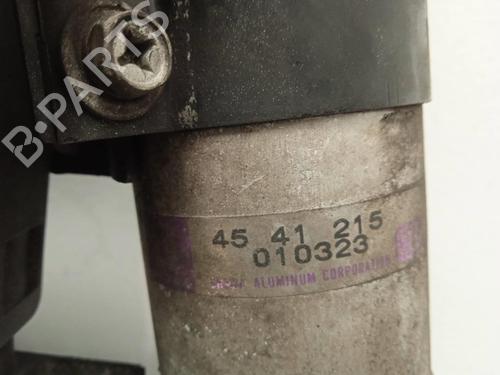 B-PARTS
45 41 215
010323
ALUMINUM CORPORATION